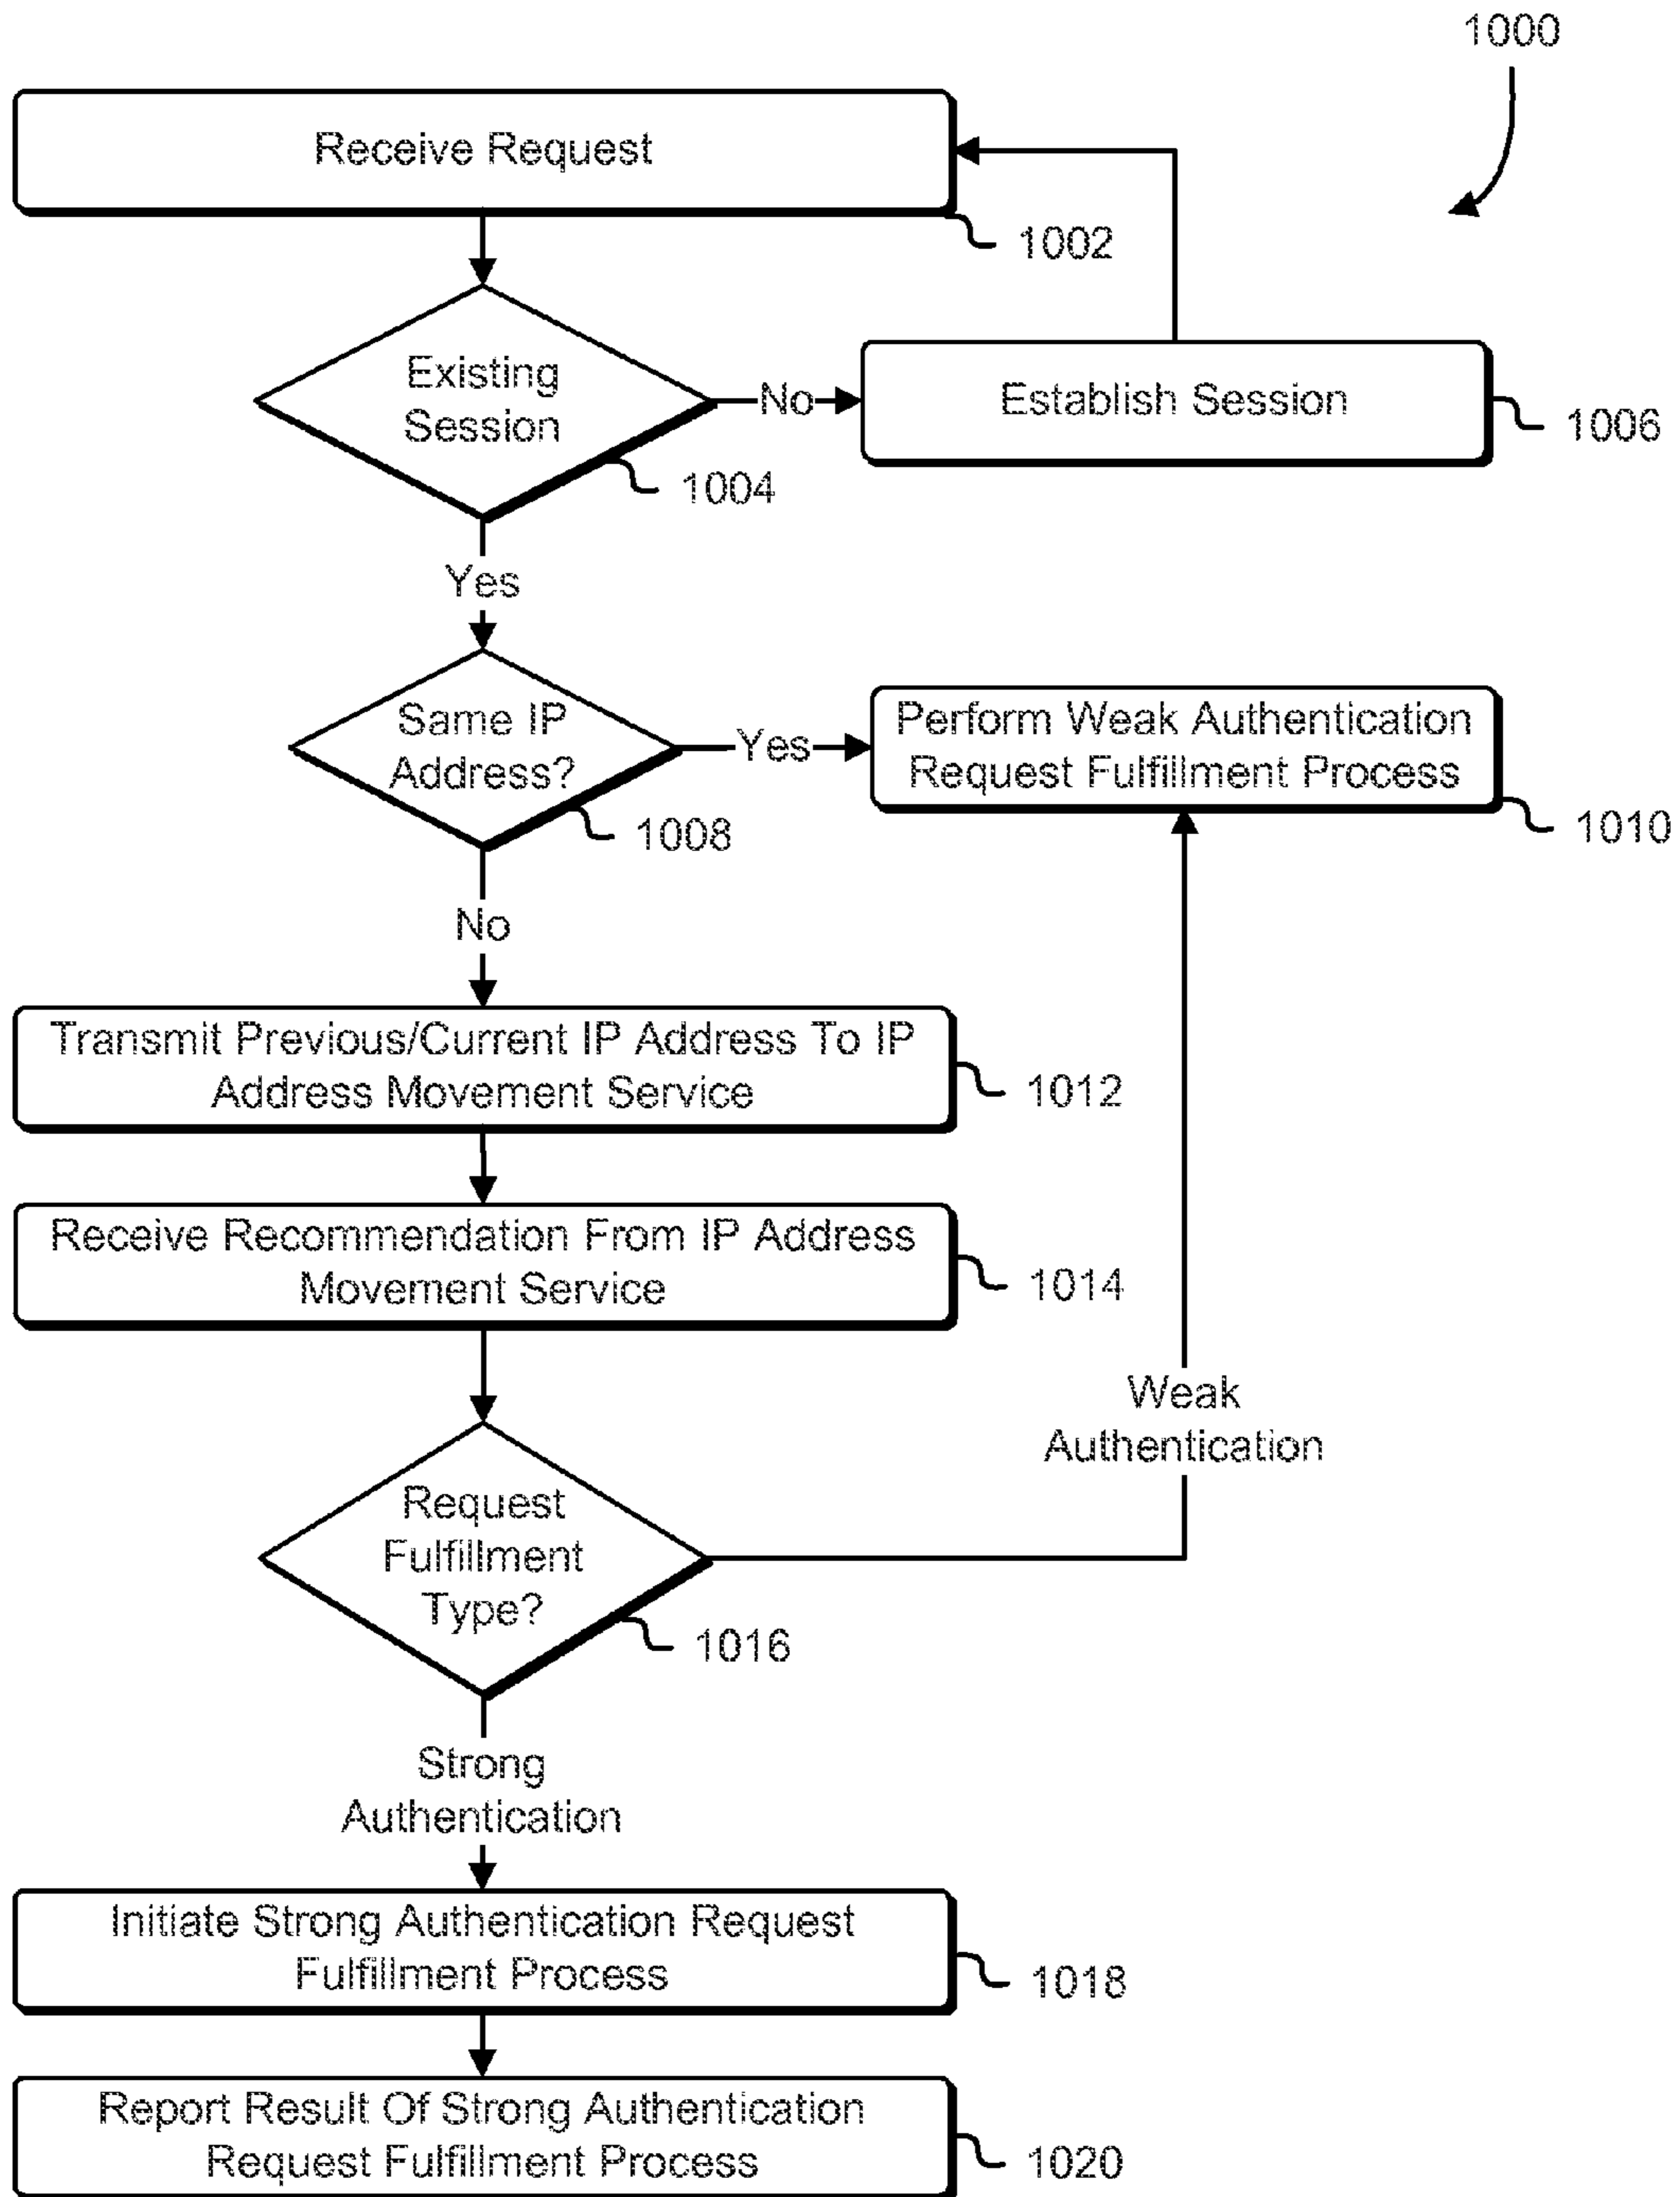 1000
Receive Request
1002
Existing
Session
No
Establish Session
1006
1004
Yes
Same IP
Address?
Yes
Perform Weak Authentication
Request Fulfillment Process
1008
1010
No
Transmit Previous/Current IP Address To IP
Address Movement Service
1012
Receive Recommendation From IP Address
Movement Service
1014
Weak
Authentication
Request
Fulfillment
Type?
1016
Strong
Authentication
Initiate Strong Authentication Request
Fulfillment Process
1018
Report Result Of Strong Authentication
Request Fulfillment Process
1020